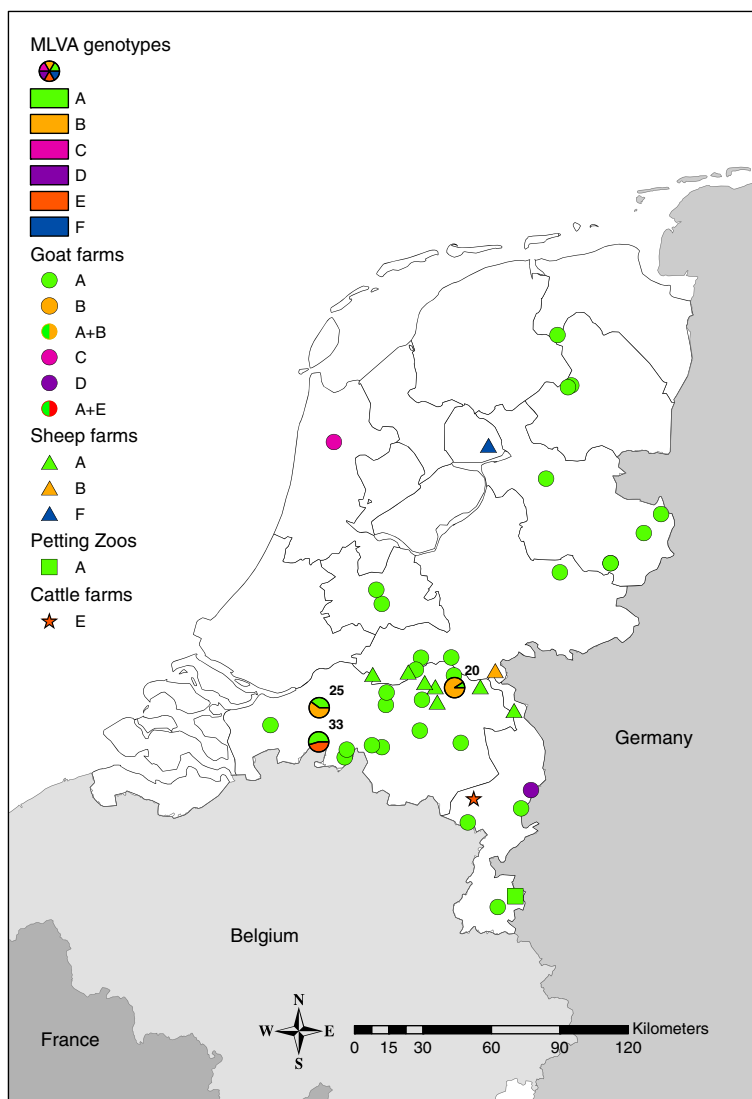 MLVA genotypes
A
B
C
D
E
F
Goat farms
A
B
A+B
C
D
A+E
Sheep farms
A
B
F
Petting Zoos
A
Cattle farms
E
20
25
33
Germany
Belgium
France
N
W E
S
Kilometers
0 15 30 60 90 120